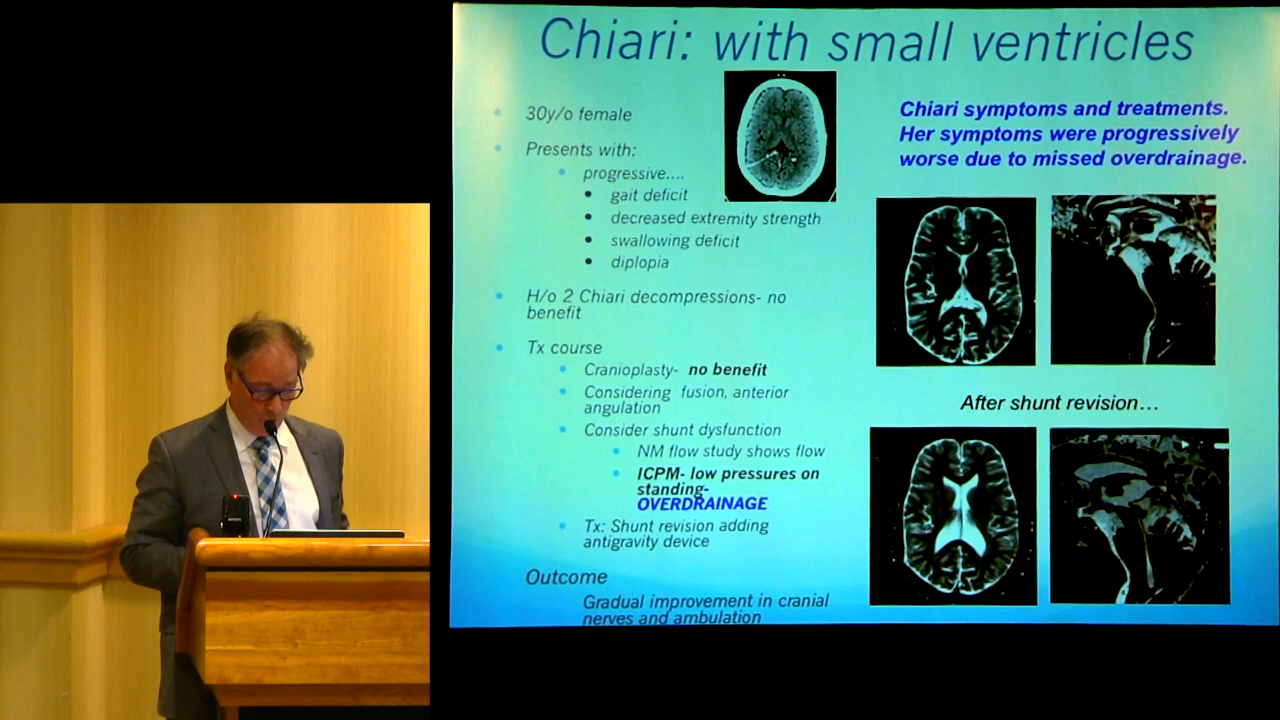 Chiari: with small ventricles
30y/o female
Presents with:
progressive....
gait deficit
decreased extremity strength
swallowing deficit
diplopia
H/o 2 Chiari decompressions- no
benefit
Tx course
Cranioplasty- no benefit
Considering fusion, anterior
angulation
Consider shunt dysfunction
NM flow study shows flow
ICPM- low pressures on
standing-
OVERDRAINAGE
Tx: Shunt revision adding
antigravity device
Outcome
Gradual improvement in cranial
nerves and ambulation
Chiari symptoms and treatments.
Her symptoms were progressively
worse due to missed overdrainage.
After shunt revision...